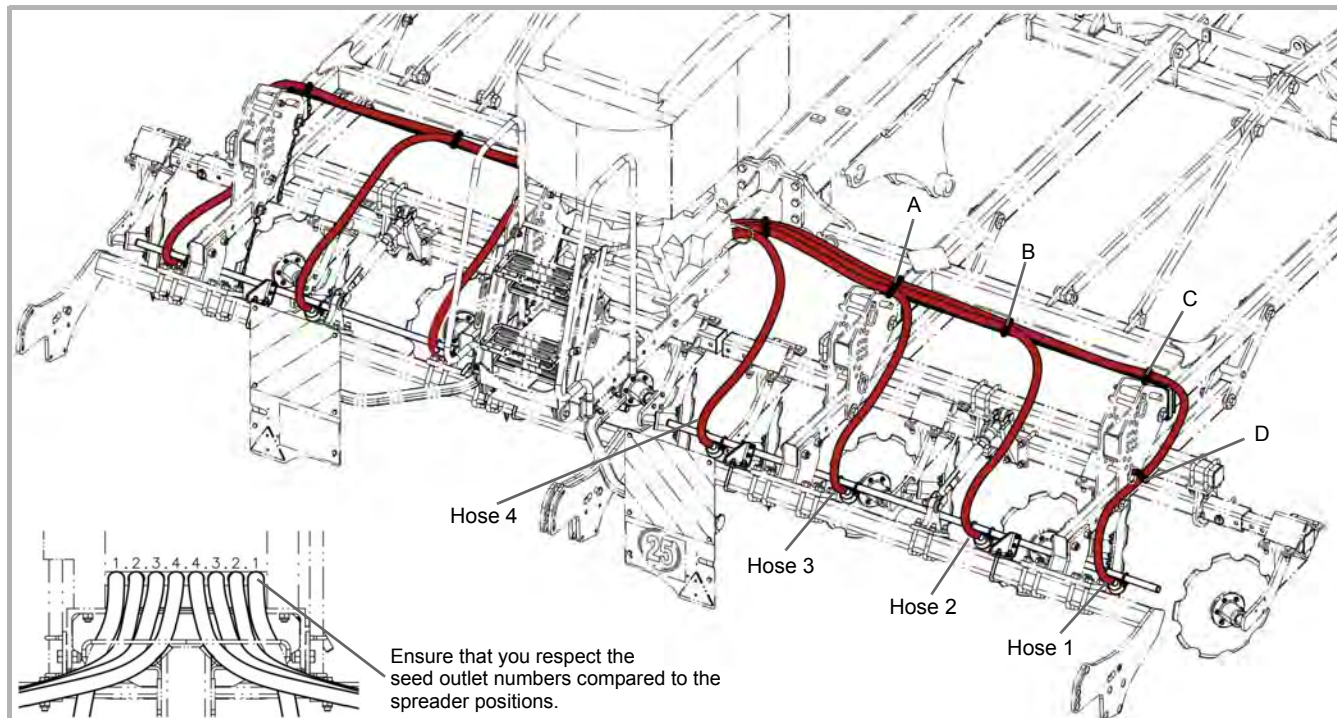 A
B
C
D
Hose 4
Hose 3
Hose 2
Hose 1
25
1.2.3.4.4.3.2.1
Ensure that you respect the
seed outlet numbers compared to the
spreader positions.